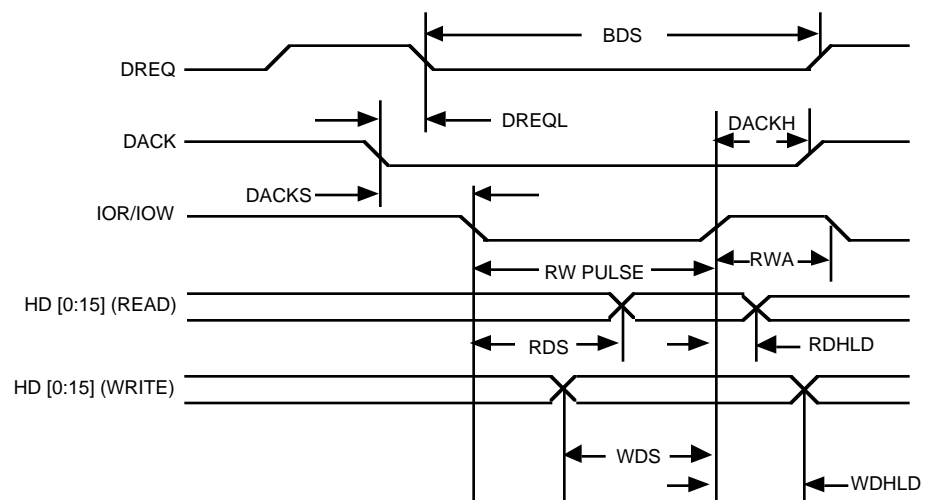 BDS
DREQ
DREQL
DACKH
DACK
DACKS
IOR/IOW
RWA
RW PULSE
HD [0:15] (READ)
RDS
RDHLD
HD [0:15] (WRITE)
WDS
WDHLD